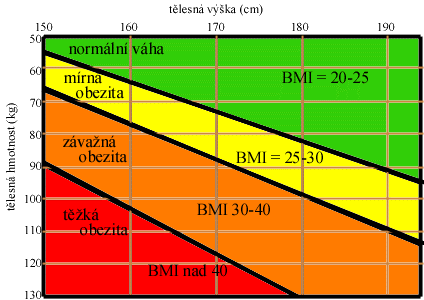 tělesná výška (cm)
150 160 170 180 190
tělesná hmotnost (kg)
50
60
70
80
90
100
110
120
130
normální váha
BMI = 20-25
mírna
obezita
BMI = 25-30
závažná
obezita
BMI 30-40
těžká
obezita
BMI nad 40